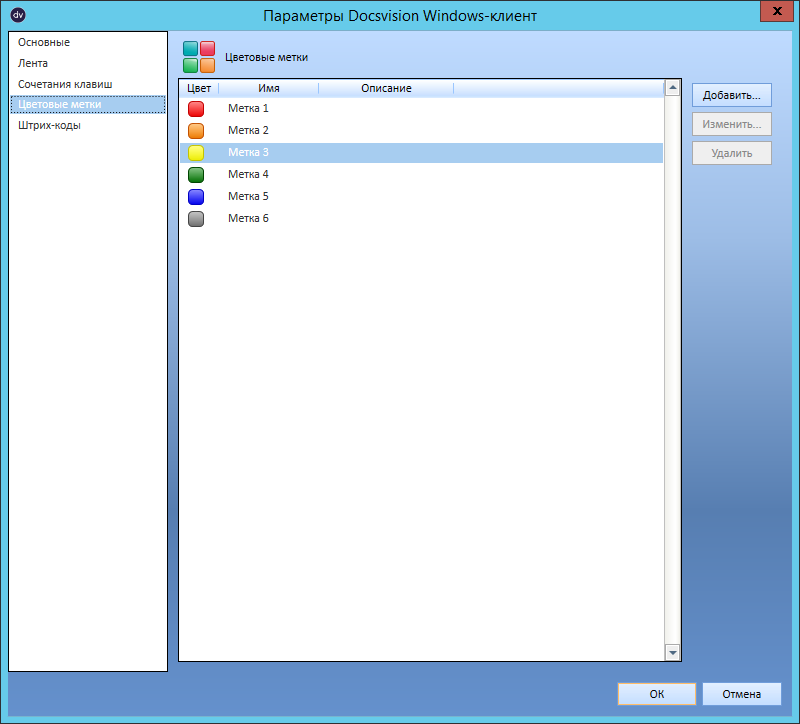 dv
Параметры Docsvision Windows-клиент
x
Основные
Лента
Сочетания клавиш
Цветовые метки
Штрих-коды
Цветовые метки
Цвет Имя Описание
Метка 1
Метка 2
Метка 3
Метка 4
Метка 5
Метка 6
Добавить...
Изменить...
Удалить
ОК Отмена